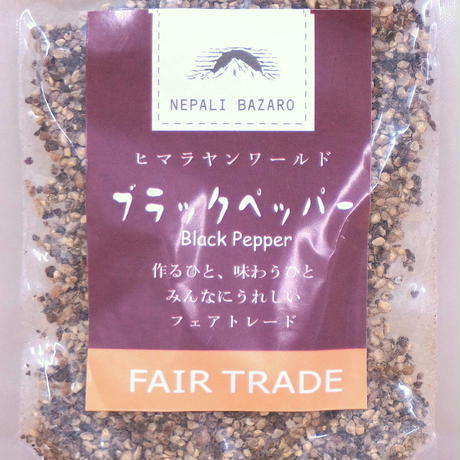 NEPALI BAZARO
ヒマラヤンワールド
ブラックペッパー
Black Pepper
作るひと、味わうひと
みんなにうれしい
フェアトレード
FAIR TRADE